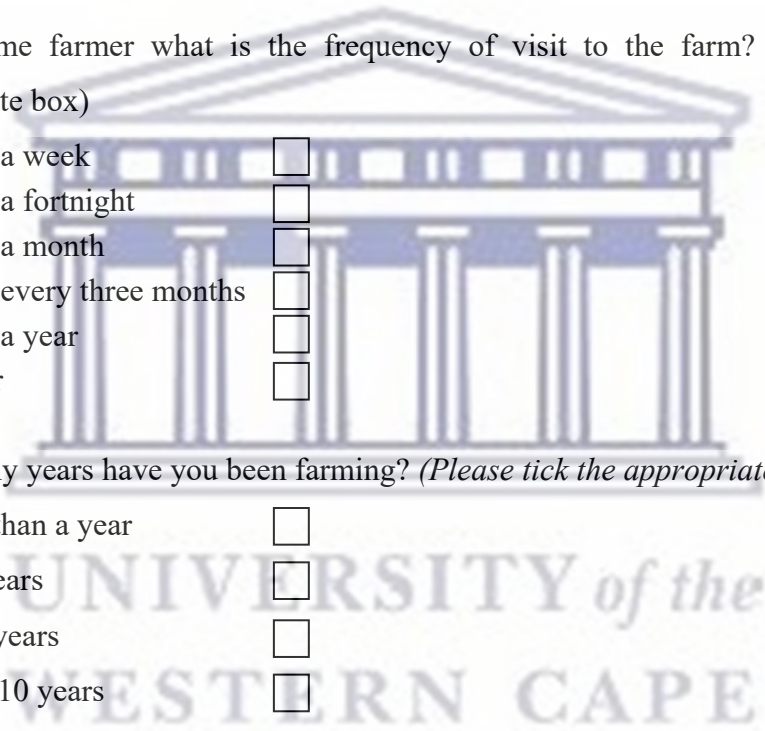 me farmer what is the frequency of visit to the farm?
te box)
a week
a fortnight
a month
every three months
a year
r
y years have you been farming? (Please tick the appropriate
than a year
ears
years
10 years
UNIVERSITY of the
WESTERN CAPE